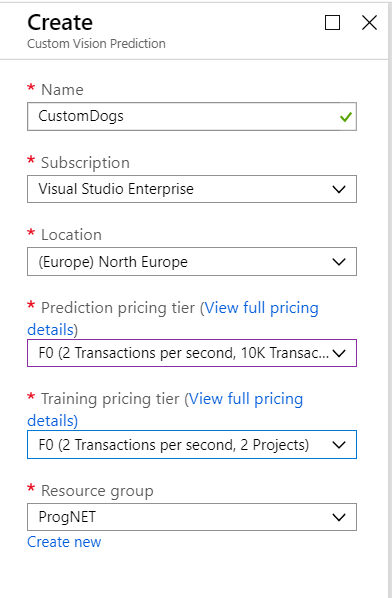 Create
Custom Vision Prediction
* Name
CustomDogs
* Subscription
Visual Studio Enterprise
* Location
(Europe) North Europe
* Prediction pricing tier (View full pricing
details)
F0 (2 Transactions per second, 10K Transac...
* Training pricing tier (View full pricing
details)
F0 (2 Transactions per second, 2 Projects)
* Resource group
ProgNET
Create new